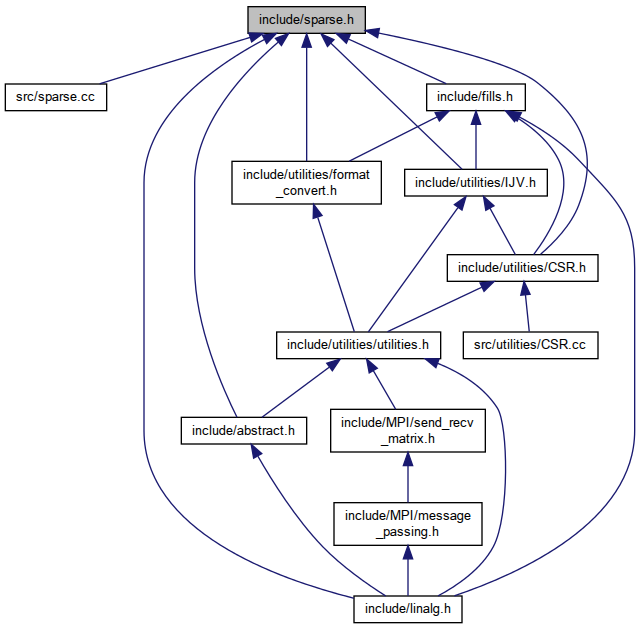 include/sparse.h
src/sparse.cc
include/fills.h
include/utilities/format
_convert.h
include/utilities/IJV.h
include/utilities/CSR.h
include/utilities/utilities.h
src/utilities/CSR.cc
include/abstract.h
include/MPI/send_recv
_matrix.h
include/MPI/message
_passing.h
include/linalg.h